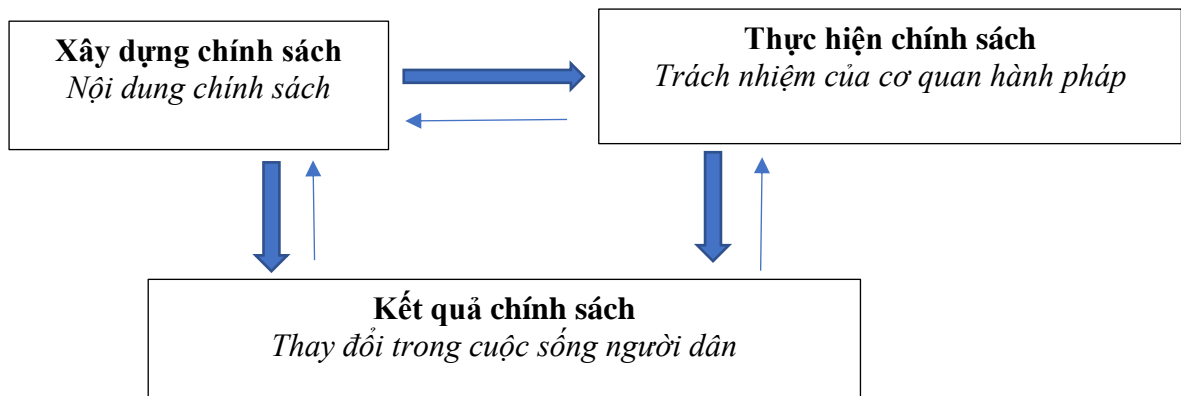 Xây dựng chính sách
Nội dung chính sách
Thực hiện chính sách
Trách nhiệm của cơ quan hành pháp
Kết quả chính sách
Thay đổi trong cuộc sống người dân